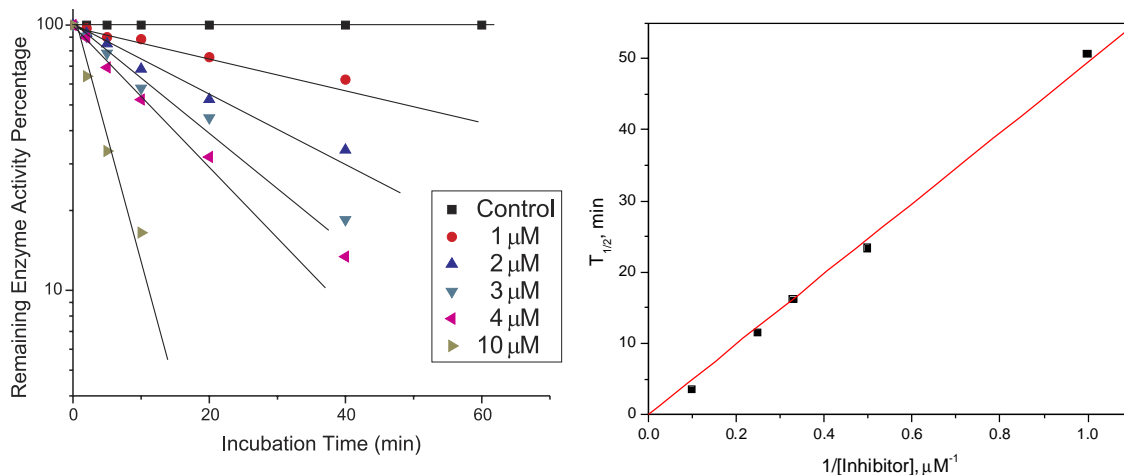 Remaining Enzyme Activity Percentage
100
10
0
20
40
60
Incubation Time (min)
Control
1 µM
2 µM
3 µM
4 µM
10 µM
T1/2, min
50
40
30
20
10
0
0.0
0.2
0.4
0.6
0.8
1.0
1/[Inhibitor], µM-1